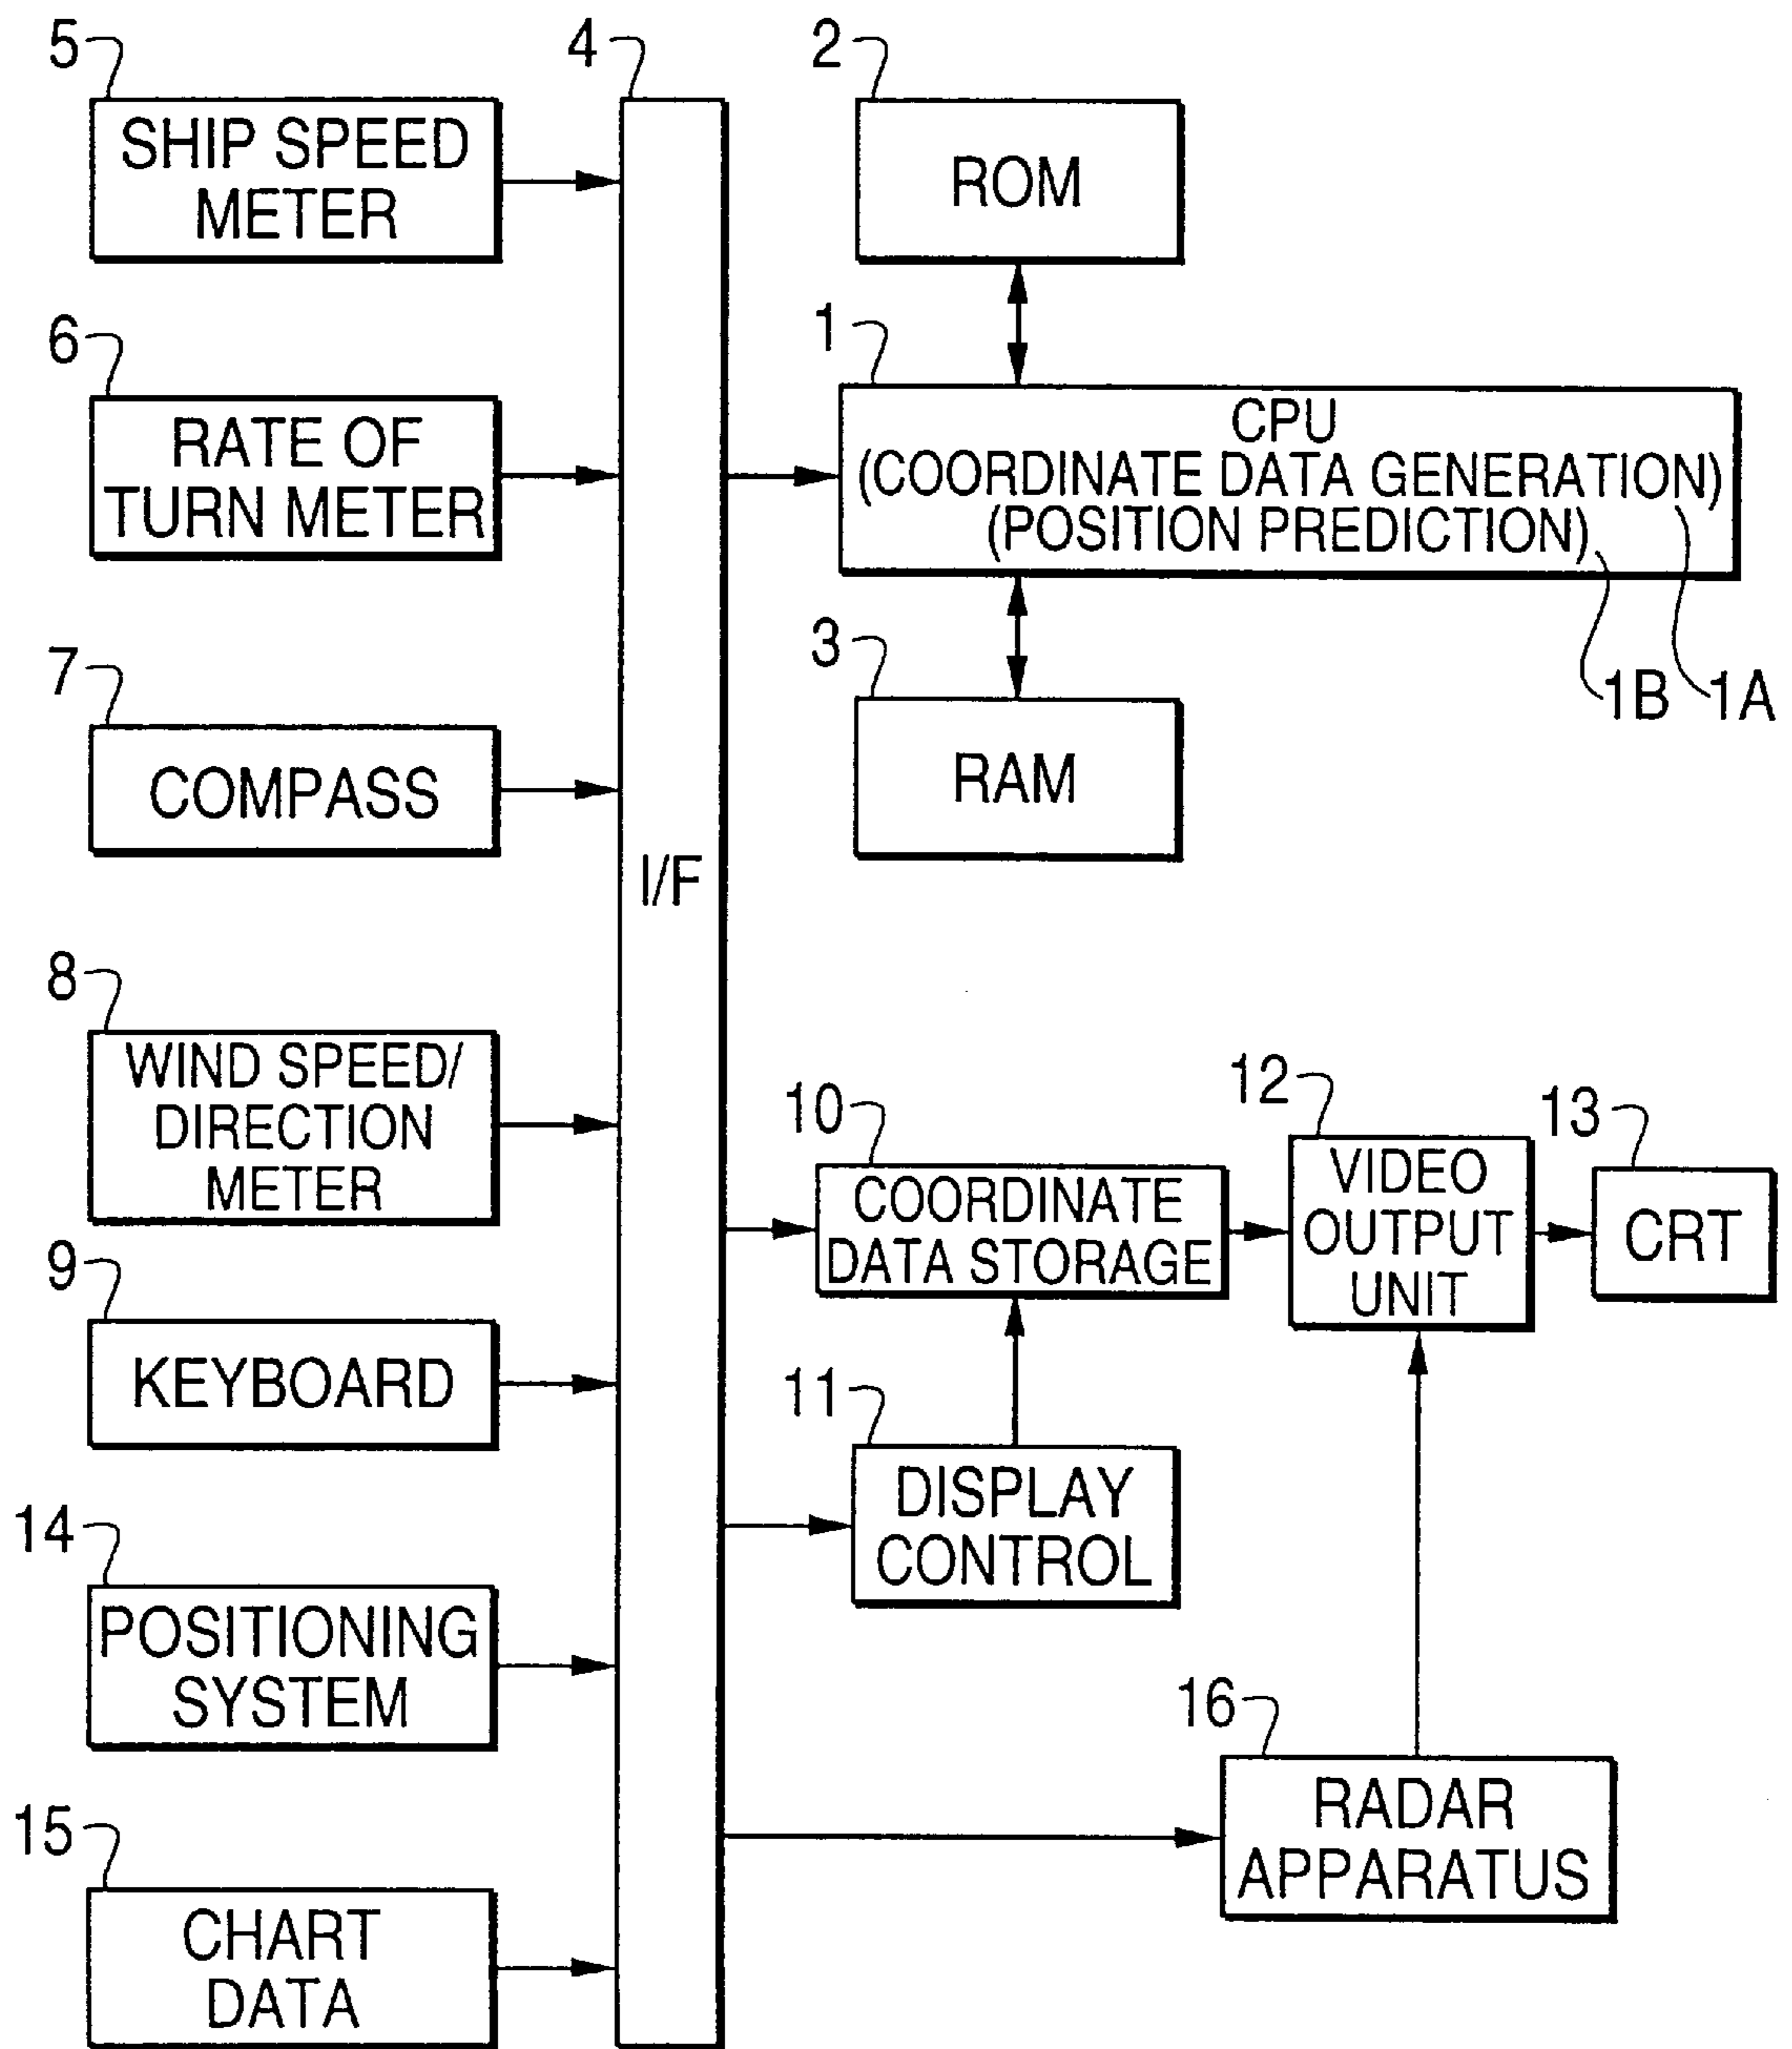 5
SHIP SPEED
METER
6
RATE OF
TURN METER
7
COMPASS
8
WIND SPEED/
DIRECTION
METER
9
KEYBOARD
14
POSITIONING
SYSTEM
15
CHART
DATA
4
I/F
2
ROM
1
CPU
(COORDINATE DATA GENERATION)
(POSITION PREDICTION)
1B
1A
3
RAM
10
COORDINATE
DATA STORAGE
12
VIDEO
OUTPUT
UNIT
13
CRT
11
DISPLAY
CONTROL
16
RADAR
APPARATUS